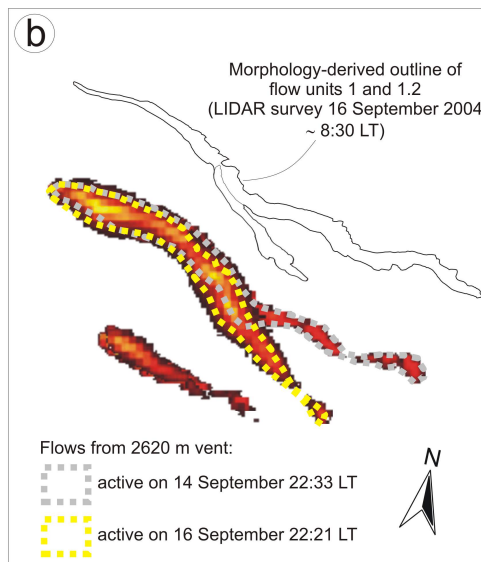 b
Morphology-derived outline of
flow units 1 and 1.2
(LIDAR survey 16 September 2004
~ 8:30 LT)
Flows from 2620 m vent:
active on 14 September 22:33 LT
active on 16 September 22:21 LT
N